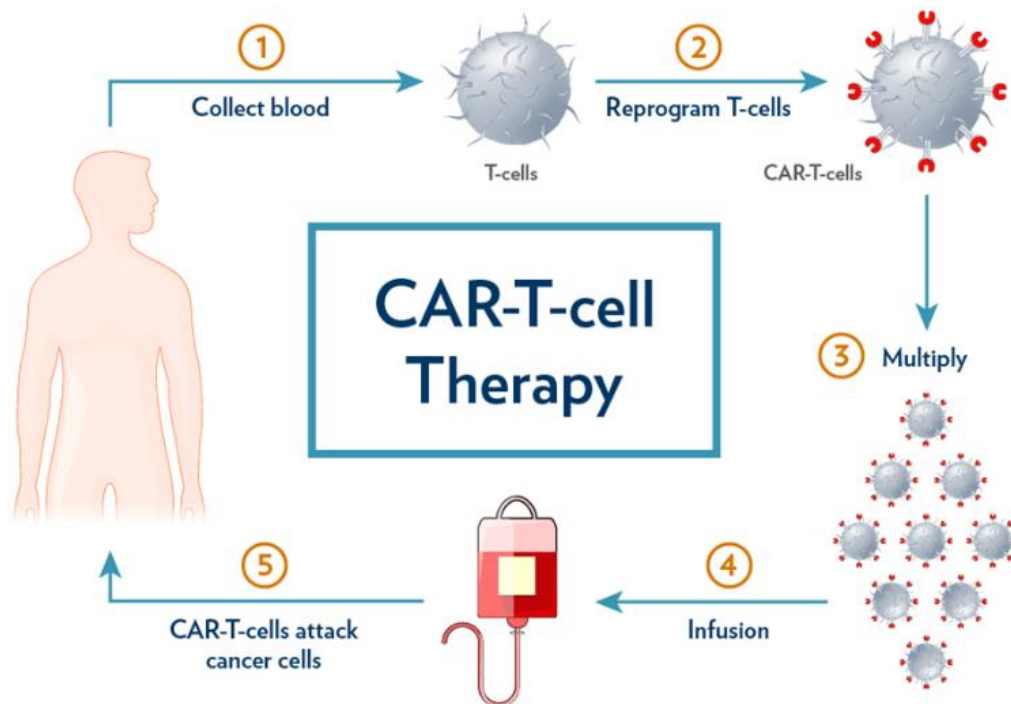 1
Collect blood
T-cells
2
Reprogram T-cells
CAR-T-cells
CAR-T-cell
Therapy
3
Multiply
4
Infusion
5
CAR-T-cells attack
cancer cells